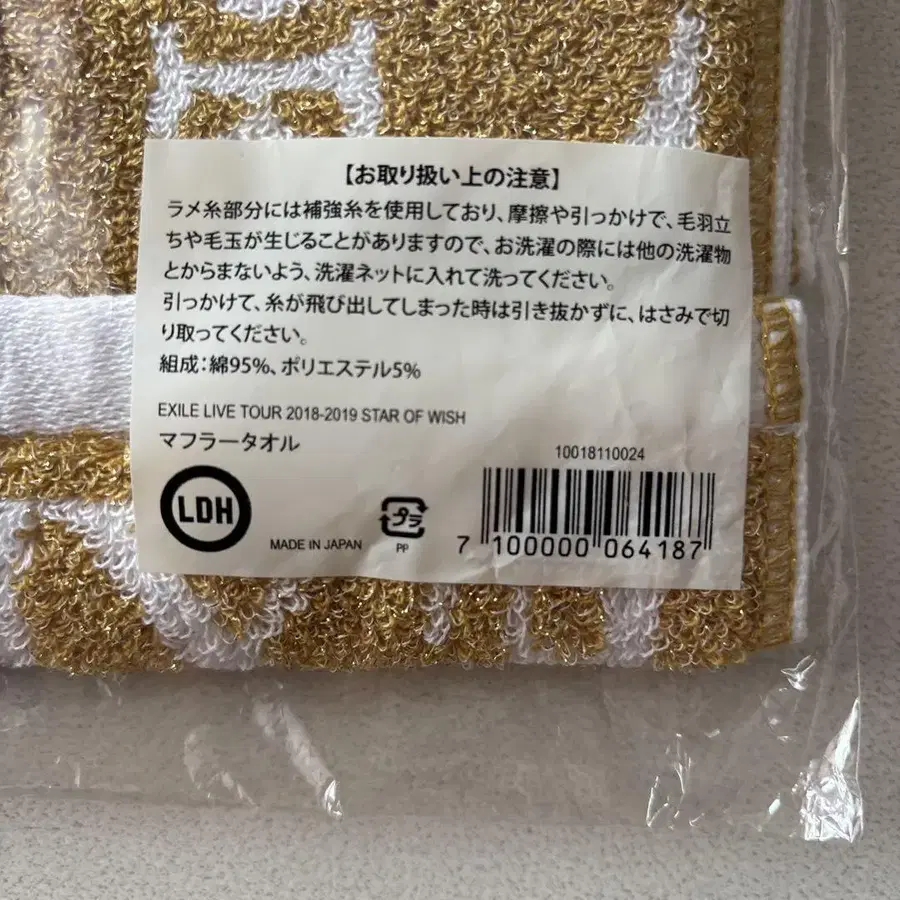 【お取り扱い上の注意】
ラメ糸部分には補強糸を使用しており、摩擦や引っかけで、毛羽立
ちや毛玉が生じることがありますので、お洗濯の際には他の洗濯物
とからまないよう、洗濯ネットに入れて洗ってください。
引っかけて、糸が飛び出してしまった時は引き抜かずに、はさみで切
り取ってください。
組成：綿95%、ポリエステル5%
EXILE LIVE TOUR 2018-2019 STAR OF WISH
マフラータオル
10018110024
LDH
MADE IN JAPAN
プラ
PP
7 100000 064187